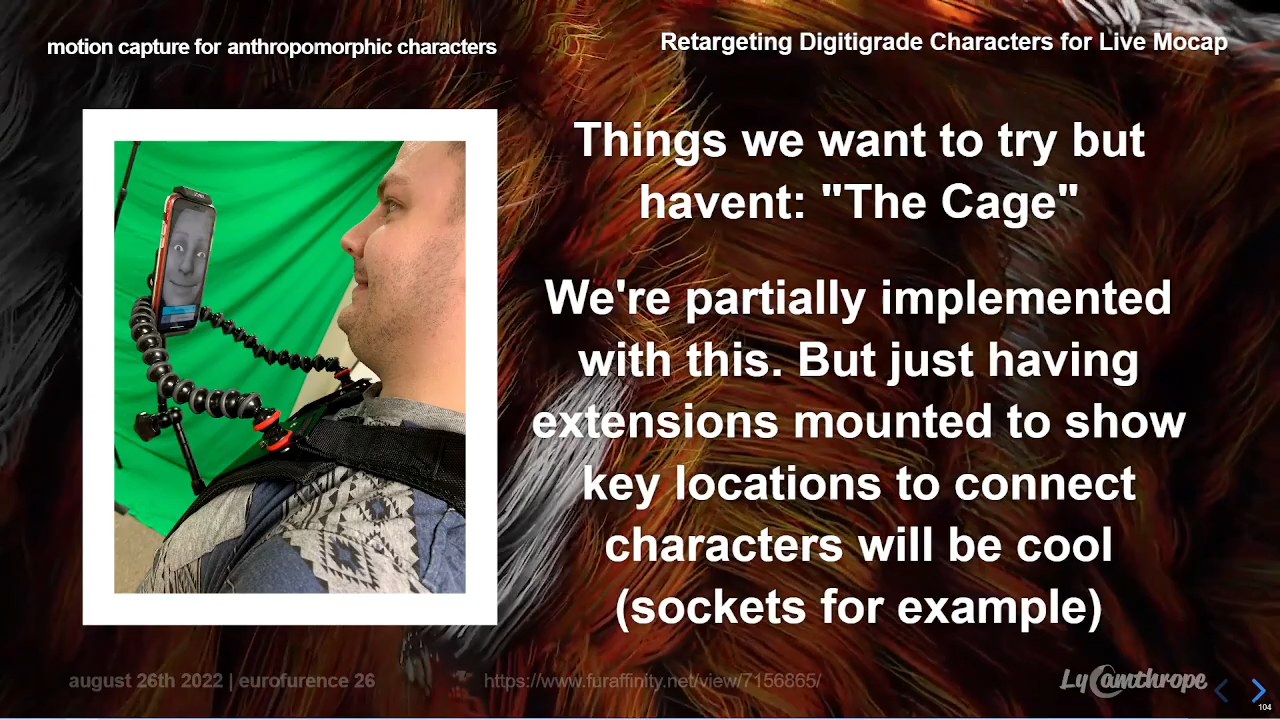 motion capture for anthropomorphic characters
Retargeting Digitigrade Characters for Live Mocap
Things we want to try but
havent: "The Cage"
We're partially implemented
with this. But just having
extensions mounted to show
key locations to connect
characters will be cool
(sockets for example)
august 26th 2022 | eurofurence 26
https://www.furaffinity.net/view/7156865/
LyCamthrope
104